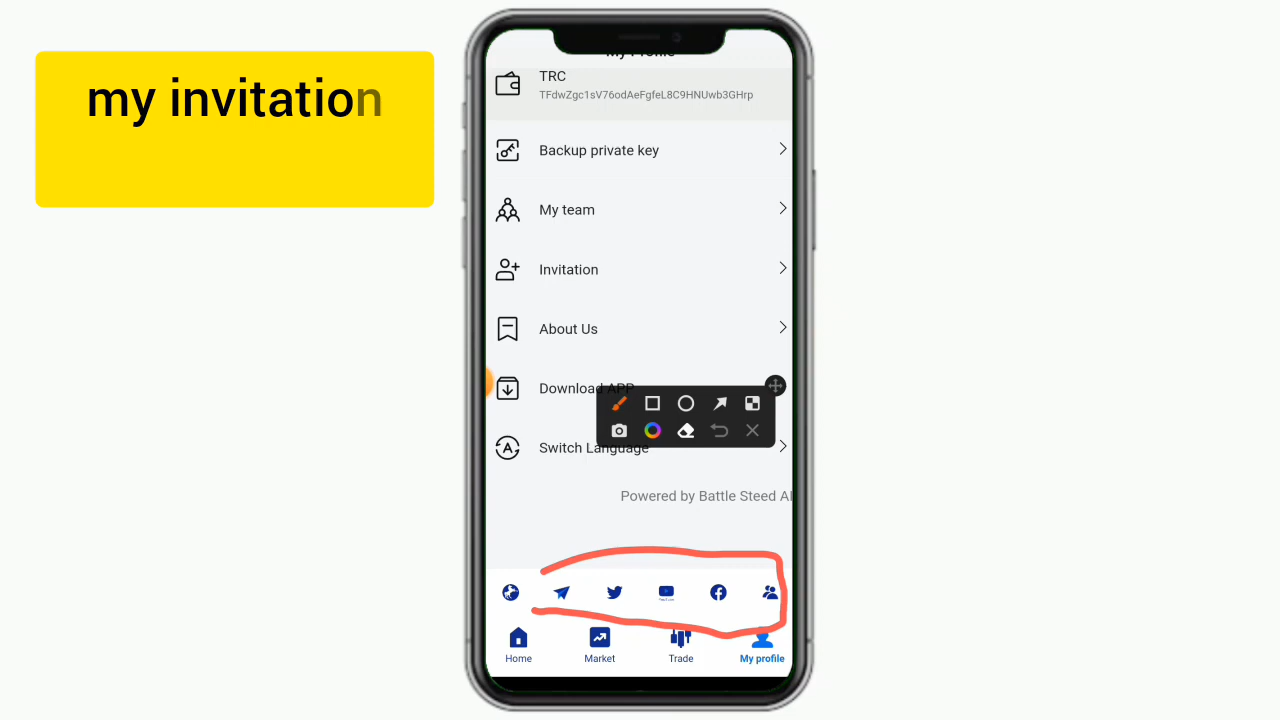 my invitation
My Profile
TRC
TFdwZgc1sV76odAeFgfeL8C9HNUwb3GHrp
Backup private key
My team
Invitation
About Us
Download APP
Switch Language
Powered by Battle Steed AI
Home
Market
Trade
My profile